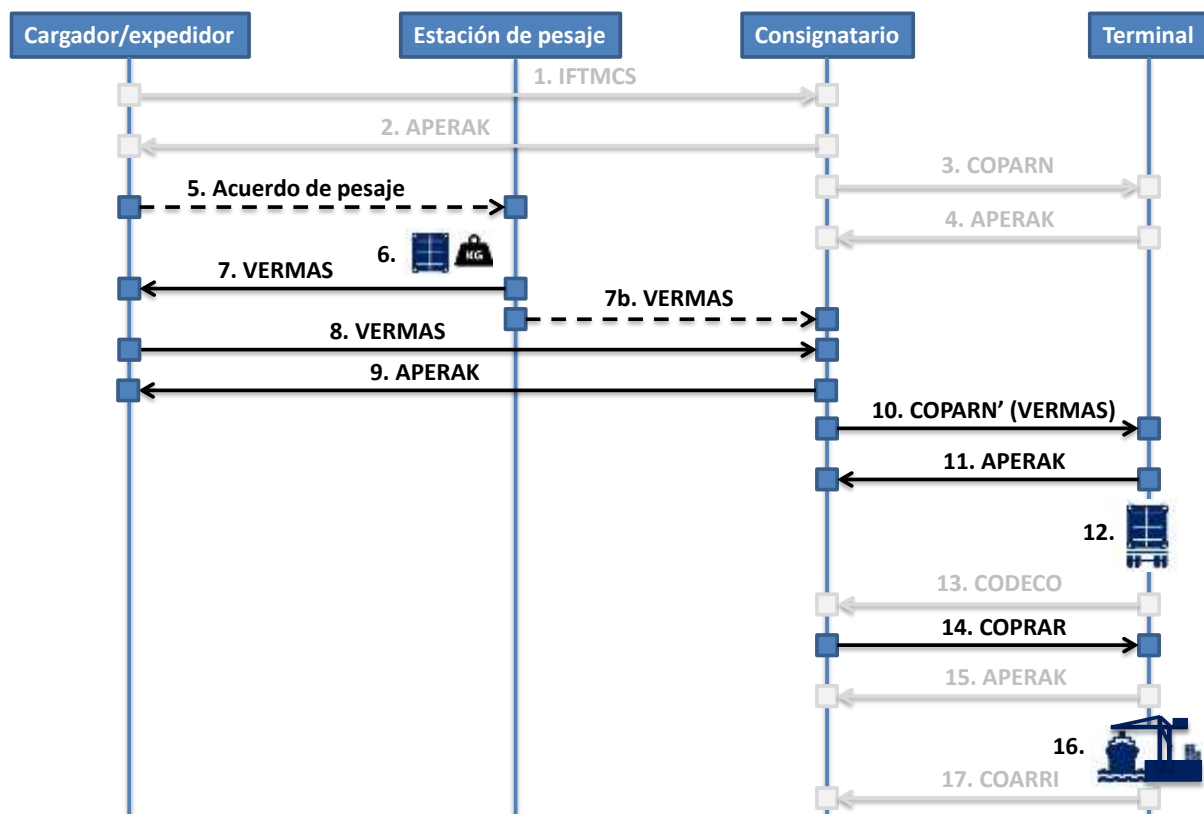 Cargador/expedidor
Estación de pesaje
Consignatario
Terminal
1. IFTMCS
2. APERAK
3. COPARN
5. Acuerdo de pesaje
4. APERAK
6.
KG
7. VERMAS
7b. VERMAS
8. VERMAS
9. APERAK
10. COPARN’ (VERMAS)
11. APERAK
12.
13. CODECO
14. COPRAR
15. APERAK
16.
17. COARRI